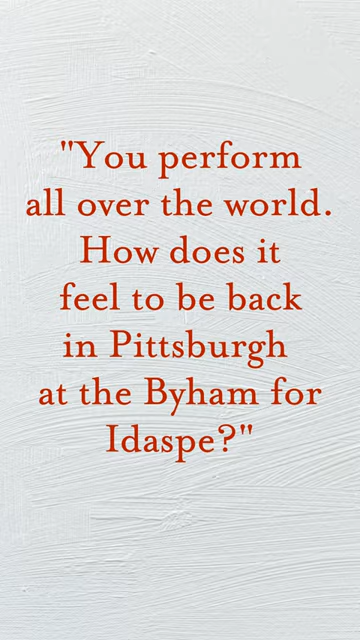 "You perform
all over the world.
How does it
feel to be back
in Pittsburgh
at the Byham for
Idaspe?"